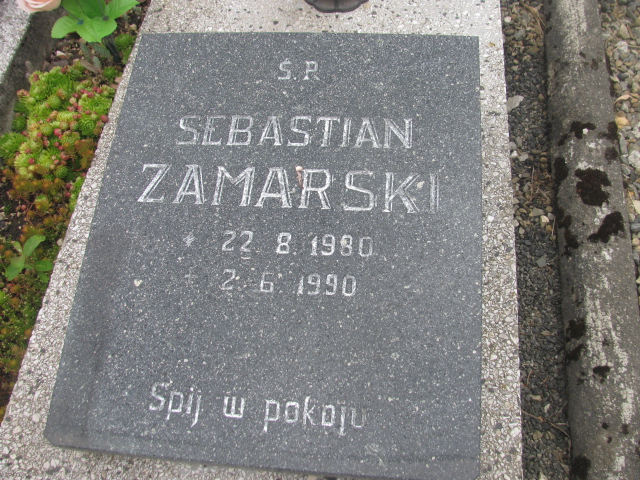 Ś.P.
SEBASTIAN
ZAMARSKI
* 22.8.1980
† 2.6.1990
Śpij w pokoju